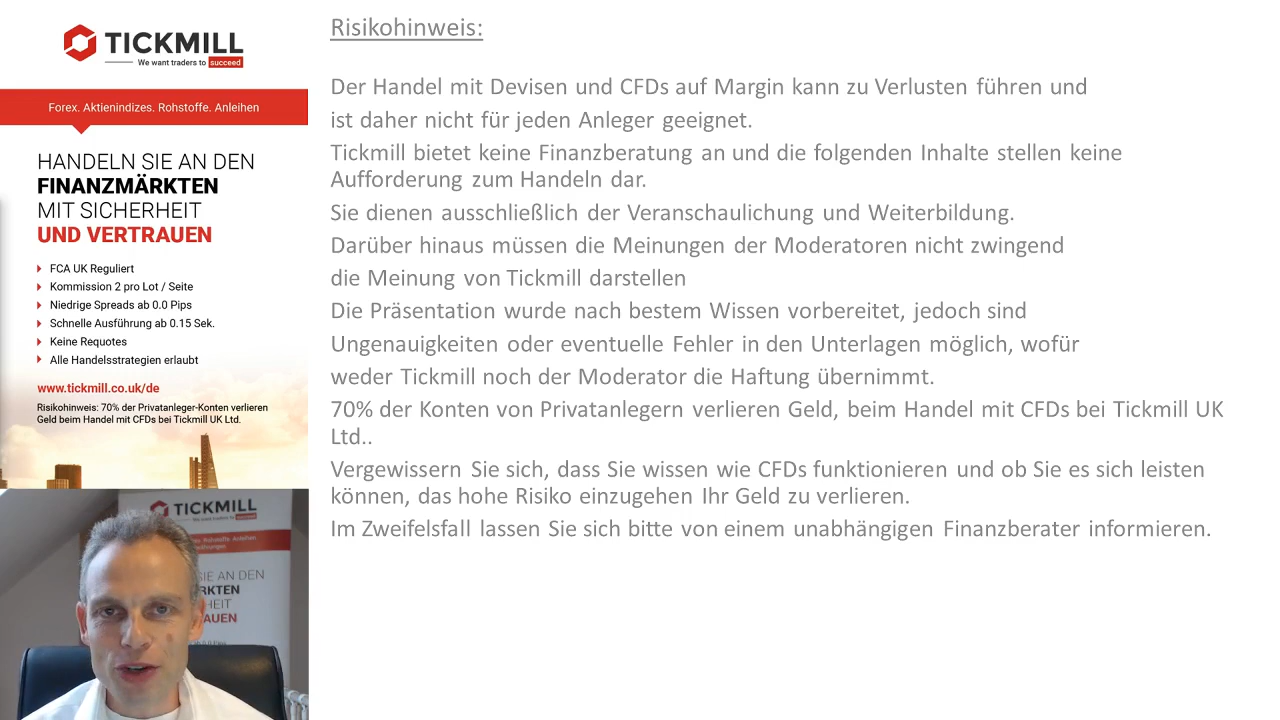 TICKMILL
We want traders to succeed
Forex. Aktienindizes. Rohstoffe. Anleihen
HANDELN SIE AN DEN
FINANZMÄRKTEN
MIT SICHERHEIT
UND VERTRAUEN
FCA UK Reguliert
Kommission 2 pro Lot / Seite
Niedrige Spreads ab 0.0 Pips
Schnelle Ausführung ab 0.15 Sek.
Keine Requotes
Alle Handelsstrategien erlaubt
www.tickmill.co.uk/de
Risikohinweis: 70% der Privatanleger-Konten verlieren
Geld beim Handel mit CFDs bei Tickmill UK Ltd.
TICKMILL
We want traders to succeed
Rohstoffe. Anleihen
SIE AN DEN
RKTEN
HEIT
AUEN
Risikohinweis:
Der Handel mit Devisen und CFDs auf Margin kann zu Verlusten führen und
ist daher nicht für jeden Anleger geeignet.
Tickmill bietet keine Finanzberatung an und die folgenden Inhalte stellen keine
Aufforderung zum Handeln dar.
Sie dienen ausschließlich der Veranschaulichung und Weiterbildung.
Darüber hinaus müssen die Meinungen der Moderatoren nicht zwingend
die Meinung von Tickmill darstellen
Die Präsentation wurde nach bestem Wissen vorbereitet, jedoch sind
Ungenauigkeiten oder eventuelle Fehler in den Unterlagen möglich, wofür
weder Tickmill noch der Moderator die Haftung übernimmt.
70% der Konten von Privatanlegern verlieren Geld, beim Handel mit CFDs bei Tickmill UK
Ltd..
Vergewissern Sie sich, dass Sie wissen wie CFDs funktionieren und ob Sie es sich leisten
können, das hohe Risiko einzugehen Ihr Geld zu verlieren.
Im Zweifelsfall lassen Sie sich bitte von einem unabhängigen Finanzberater informieren.